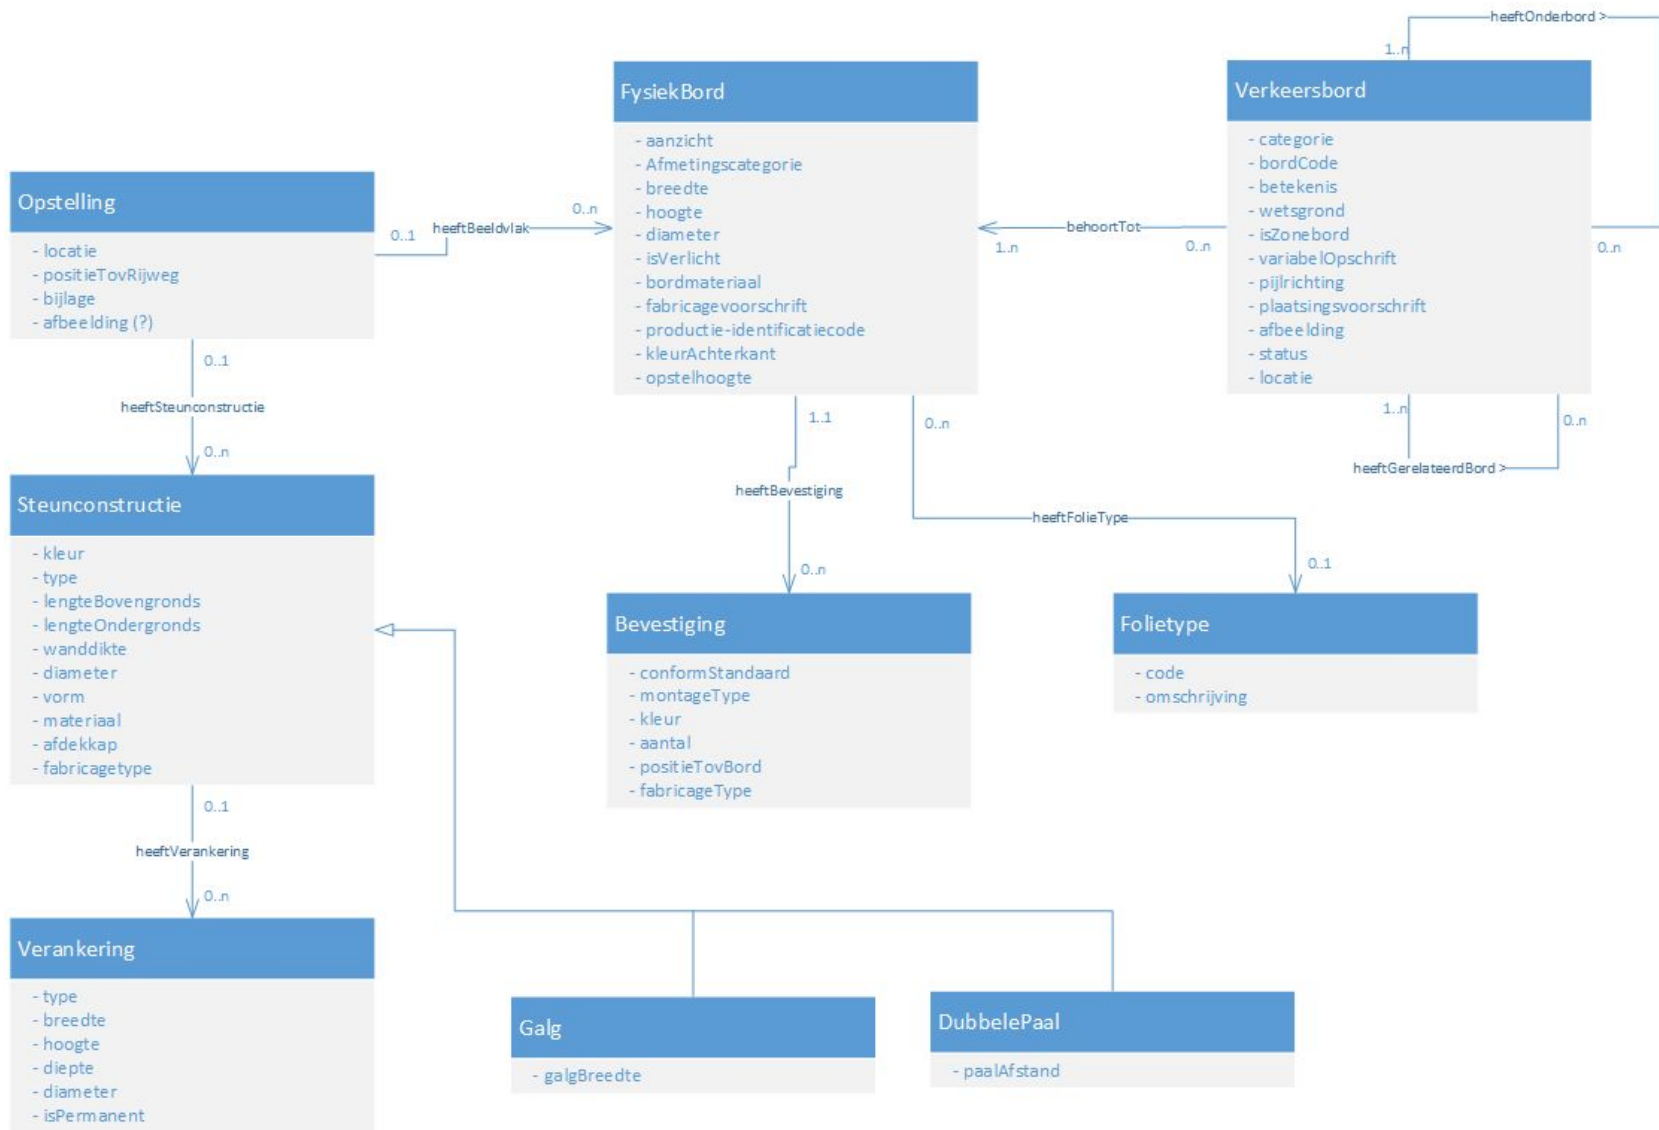 heeftOnderbord >
1..n
FysiekBord
- aanzicht
- Afmetingscategorie
- breedte
- hoogte
- diameter
- isVerlicht
- bordmateriaal
- fabricagevoorschrift
- productie-identificatiecode
- kleurAchterkant
- opstelhoogte
Verkeersbord
- categorie
- bordCode
- betekenis
- wetsgrond
- isZonebord
- variabelOpschrift
- pijlrichting
- plaatsingsvoorschrift
- afbeelding
- status
- locatie
Opstelling
- locatie
- positieTovRijweg
- bijlage
- afbeelding (?)
0..1
heeftBeeldvlak
0..n
1..n
behoortTot
0..n
0..n
0..1
heeftSteunconstructie
0..n
1..1
heeftBevestiging
0..n
0..n
heeftFolieType
0..1
1..n
heeftGerelateerdBord >
0..n
Steunconstructie
- kleur
- type
- lengteBovengronds
- lengteOndergronds
- wanddikte
- diameter
- vorm
- materiaal
- afdekkap
- fabricagetype
Bevestiging
- conformStandaard
- montageType
- kleur
- aantal
- positieTovBord
- fabricageType
Folietype
- code
- omschrijving
0..1
heeftVerankering
0..n
Verankering
- type
- breedte
- hoogte
- diepte
- diameter
- isPermanent
Galg
- galgBreedte
DubbelePaal
- paalAfstand